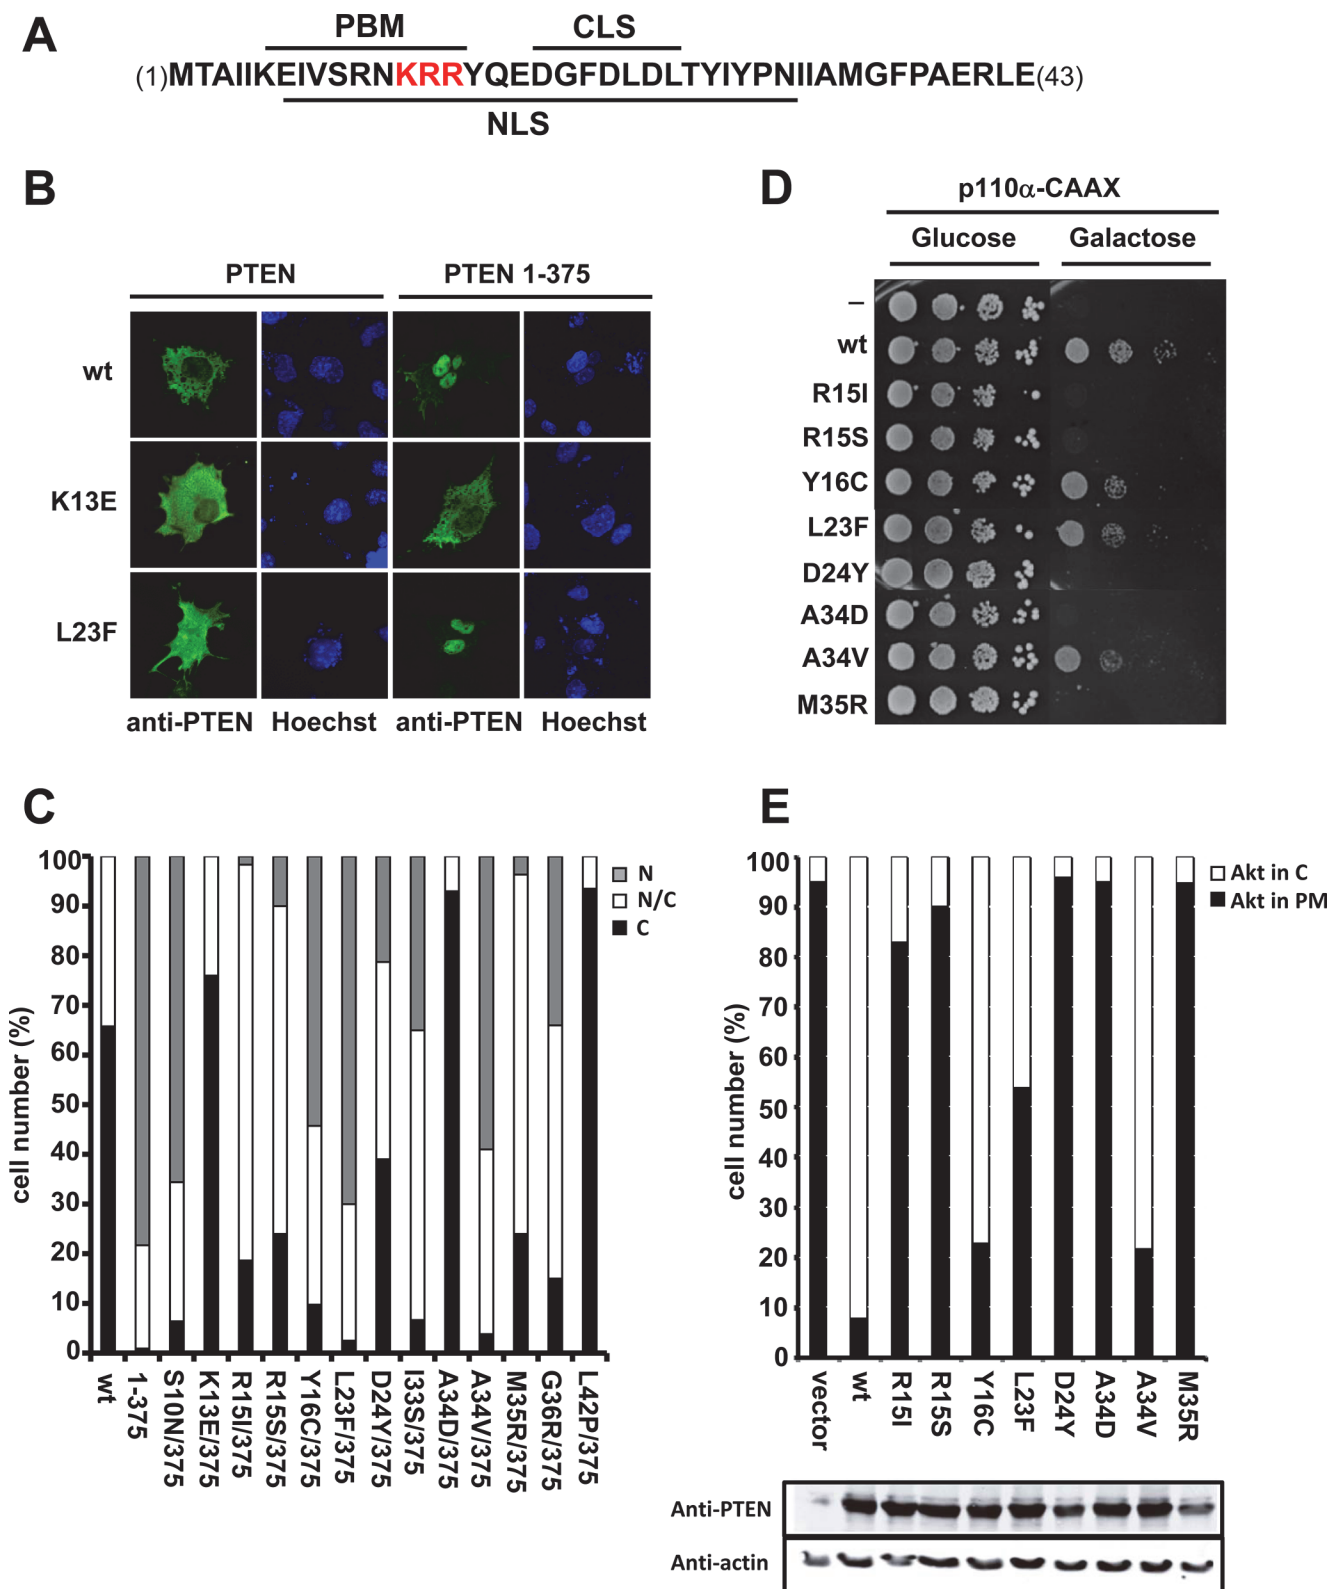 A
PBM CLS
(1)MTAIIKEIVSRNKRRYQEDGFDLDLTYIYPNIIAMGFPAERLE(43)
NLS
B
PTEN PTEN 1-375
wt
K13E
L23F
anti-PTEN Hoechst anti-PTEN Hoechst
D
p110α-CAAX
Glucose Galactose
–
wt
R15I
R15S
Y16C
L23F
D24Y
A34D
A34V
M35R
C
cell number (%)
100
90
80
70
60
50
40
30
20
10
0
N
N/C
C
wt
1-375
S10N/375
K13E/375
R15I/375
R15S/375
Y16C/375
L23F/375
D24Y/375
I33S/375
A34D/375
A34V/375
M35R/375
G36R/375
L42P/375
E
cell number (%)
100
90
80
70
60
50
40
30
20
10
0
Akt in C
Akt in PM
vector
wt
R15I
R15S
Y16C
L23F
D24Y
A34D
A34V
M35R
Anti-PTEN
Anti-actin